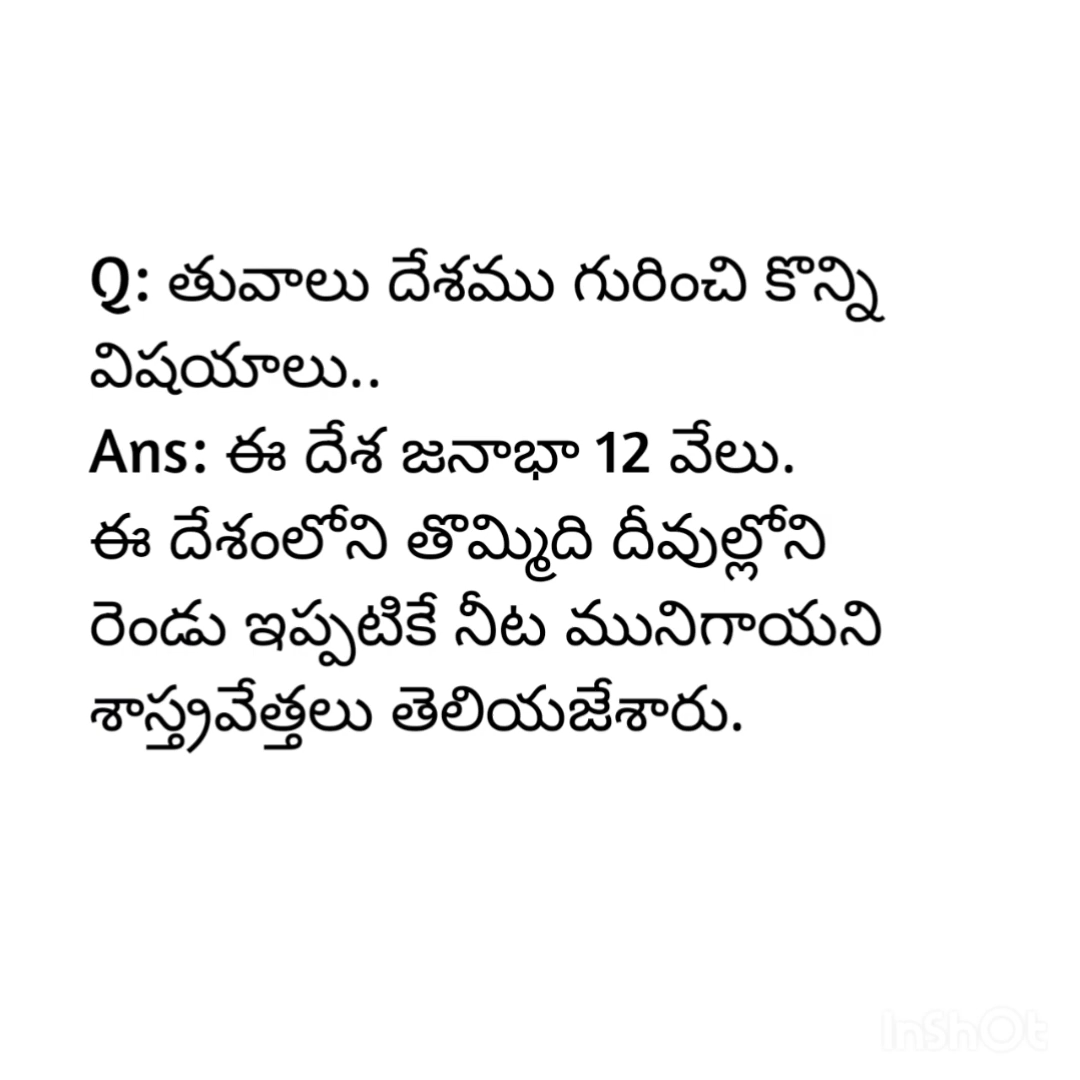 Q: తువాలు దేశము గురించి కొన్ని
విషయాలు..
Ans: ఈ దేశ జనాభా 12 వేలు.
ఈ దేశంలోని తొమ్మిది దీవుల్లోని
రెండు ఇప్పటికే నీట మునిగాయని
శాస్త్రవేత్తలు తెలియజేశారు.
InShOt